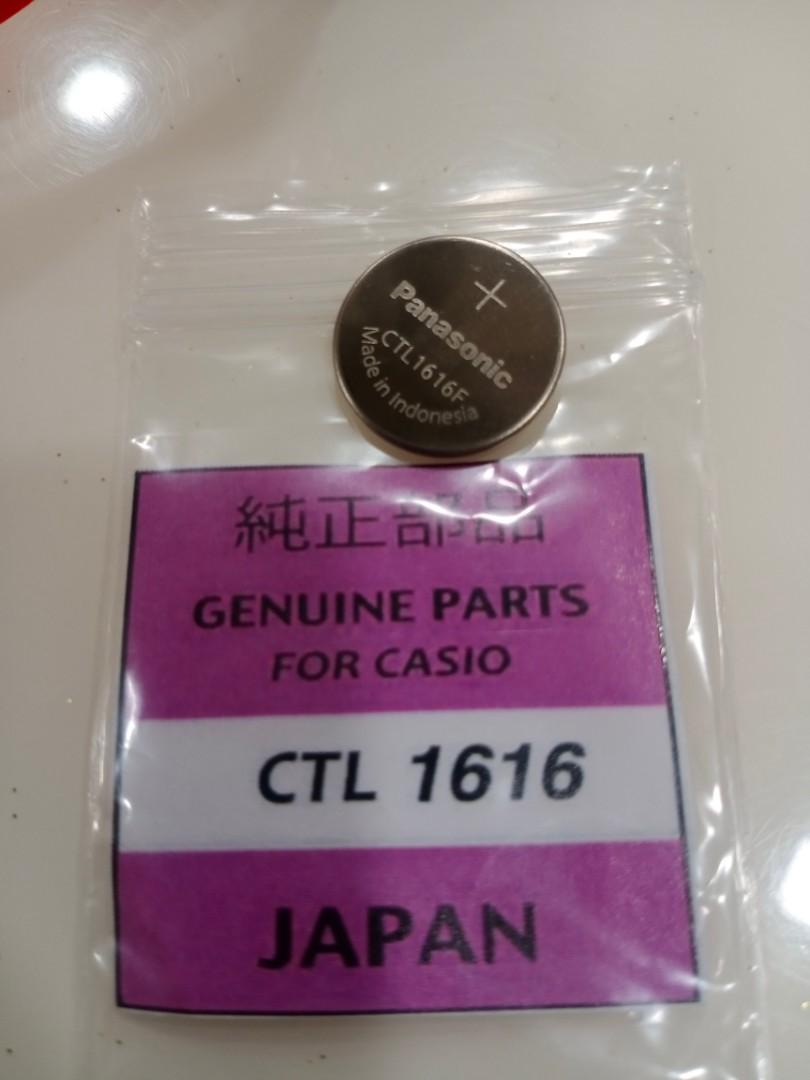 +
Panasonic
CTL1616F
Made in Indonesia
純正部品
GENUINE PARTS
FOR CASIO
CTL 1616
JAPAN